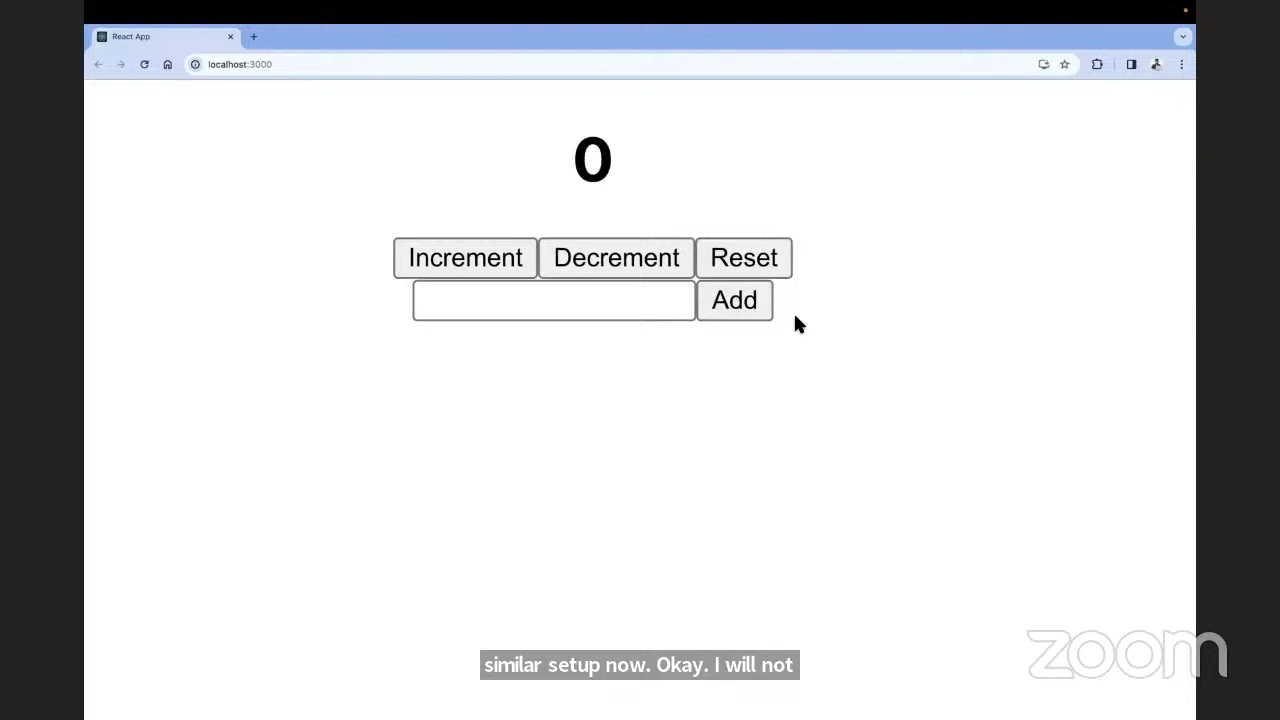 React App
localhost:3000
0
Increment Decrement Reset
Add
similar setup now. Okay. I will not
zoom